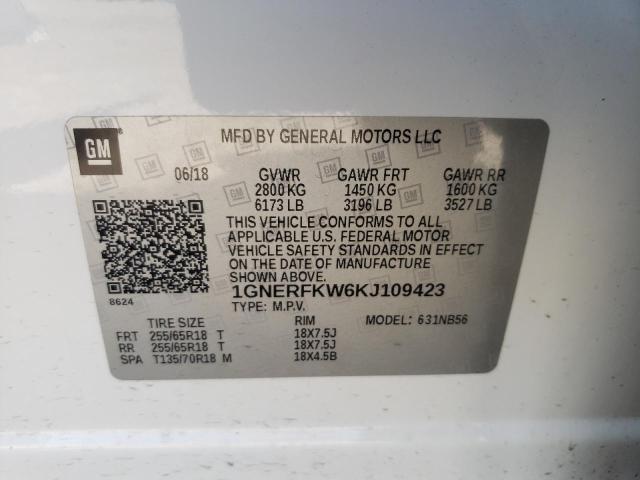 GM
MFD BY GENERAL MOTORS LLC
06/18 GVWR GAWR FRT GAWR RR
2800 KG 1450 KG 1600 KG
6173 LB 3196 LB 3527 LB
THIS VEHICLE CONFORMS TO ALL
APPLICABLE U.S. FEDERAL MOTOR
VEHICLE SAFETY STANDARDS IN EFFECT
ON THE DATE OF MANUFACTURE
SHOWN ABOVE.
8624 1GNERFKW6KJ109423
TYPE: M.P.V.
TIRE SIZE RIM MODEL: 631NB56
FRT 255/65R18 T 18X7.5J
RR 255/65R18 T 18X7.5J
SPA T135/70R18 M 18X4.5B